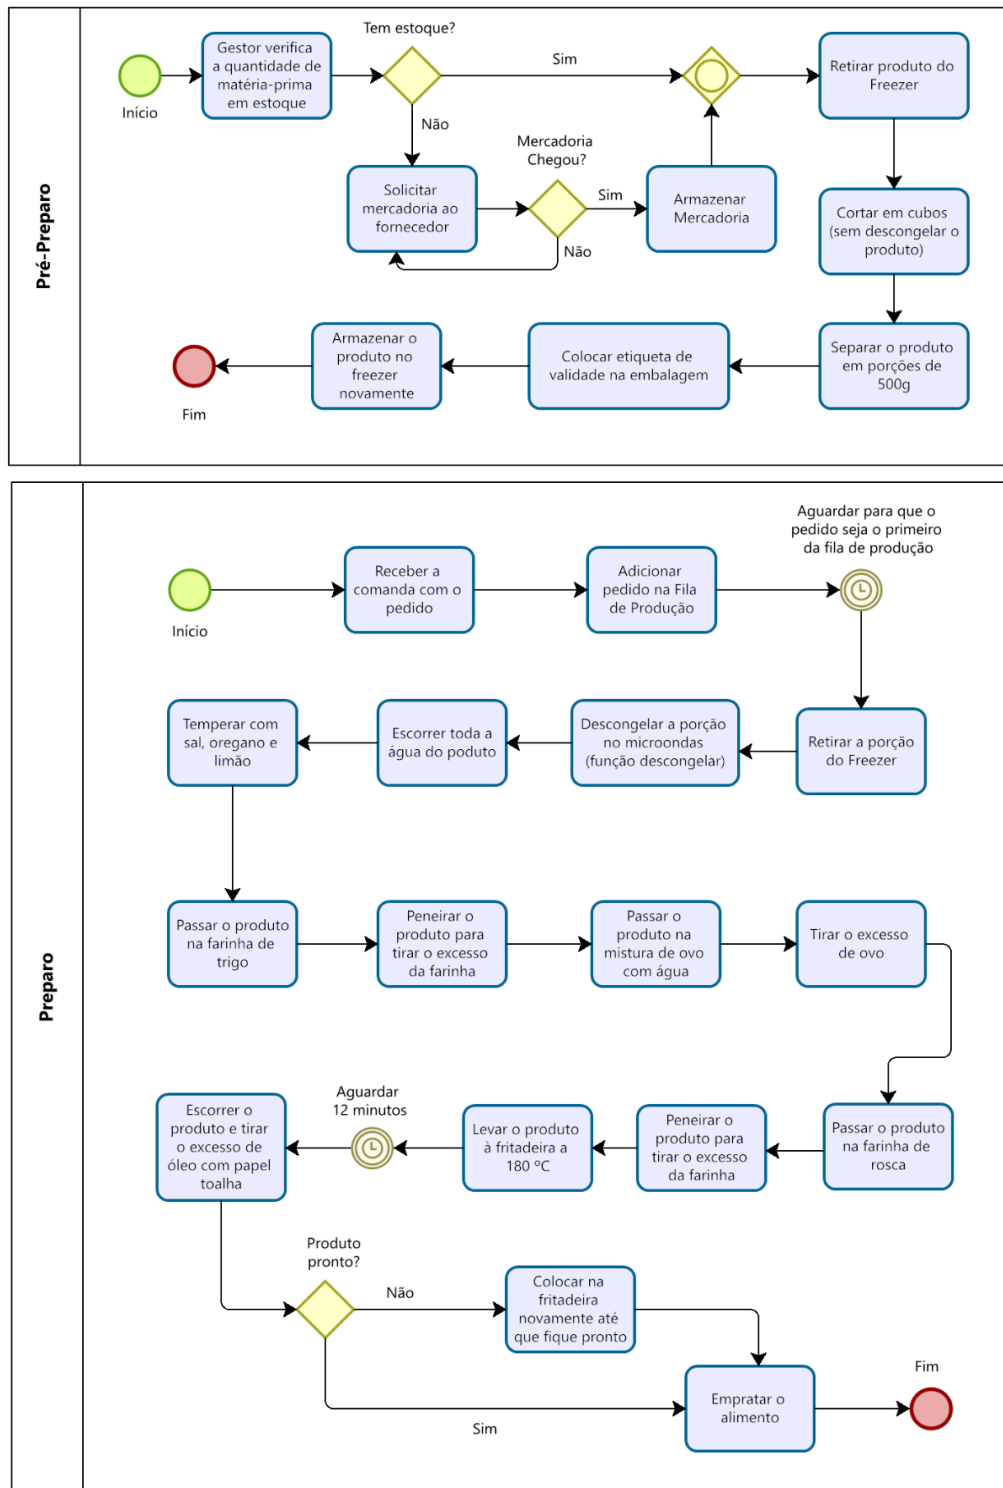 Pré-Preparo
Tem estoque?
Gestor verifica
a quantidade de
matéria-prima
em estoque
Início
Sim
Retirar produto do
Freezer
Não
Mercadoria
Chegou?
Solicitar
mercadoria ao
fornecedor
Sim
Não
Armazenar
Mercadoria
Cortar em cubos
(sem descongelar o
produto)
Separar o produto
em porções de
500g
Colocar etiqueta de
validade na embalagem
Armazenar o
produto no
freezer
novamente
Fim
Preparo
Início
Receber a
comanda com o
pedido
Adicionar
pedido na Fila
de Produção
Aguardar para que o
pedido seja o primeiro
da fila de produção
Retirar a porção
do Freezer
Descongelar a porção
no microondas
(função descongelar)
Escorrer toda a
água do poduto
Temperar com
sal, oregano e
limão
Passar o produto
na farinha de
trigo
Peneirar o
produto para
tirar o excesso
da farinha
Passar o
produto na
mistura de ovo
com água
Tirar o excesso
de ovo
Passar o produto
na farinha de
rosca
Peneirar o
produto para
tirar o excesso
da farinha
Levar o produto
à fritadeira a
180 ºC
Aguardar
12 minutos
Escorrer o
produto e tirar
o excesso de
óleo com papel
toalha
Produto
pronto?
Não
Colocar na
fritadeira
novamente até
que fique pronto
Sim
Empratar o
alimento
Fim